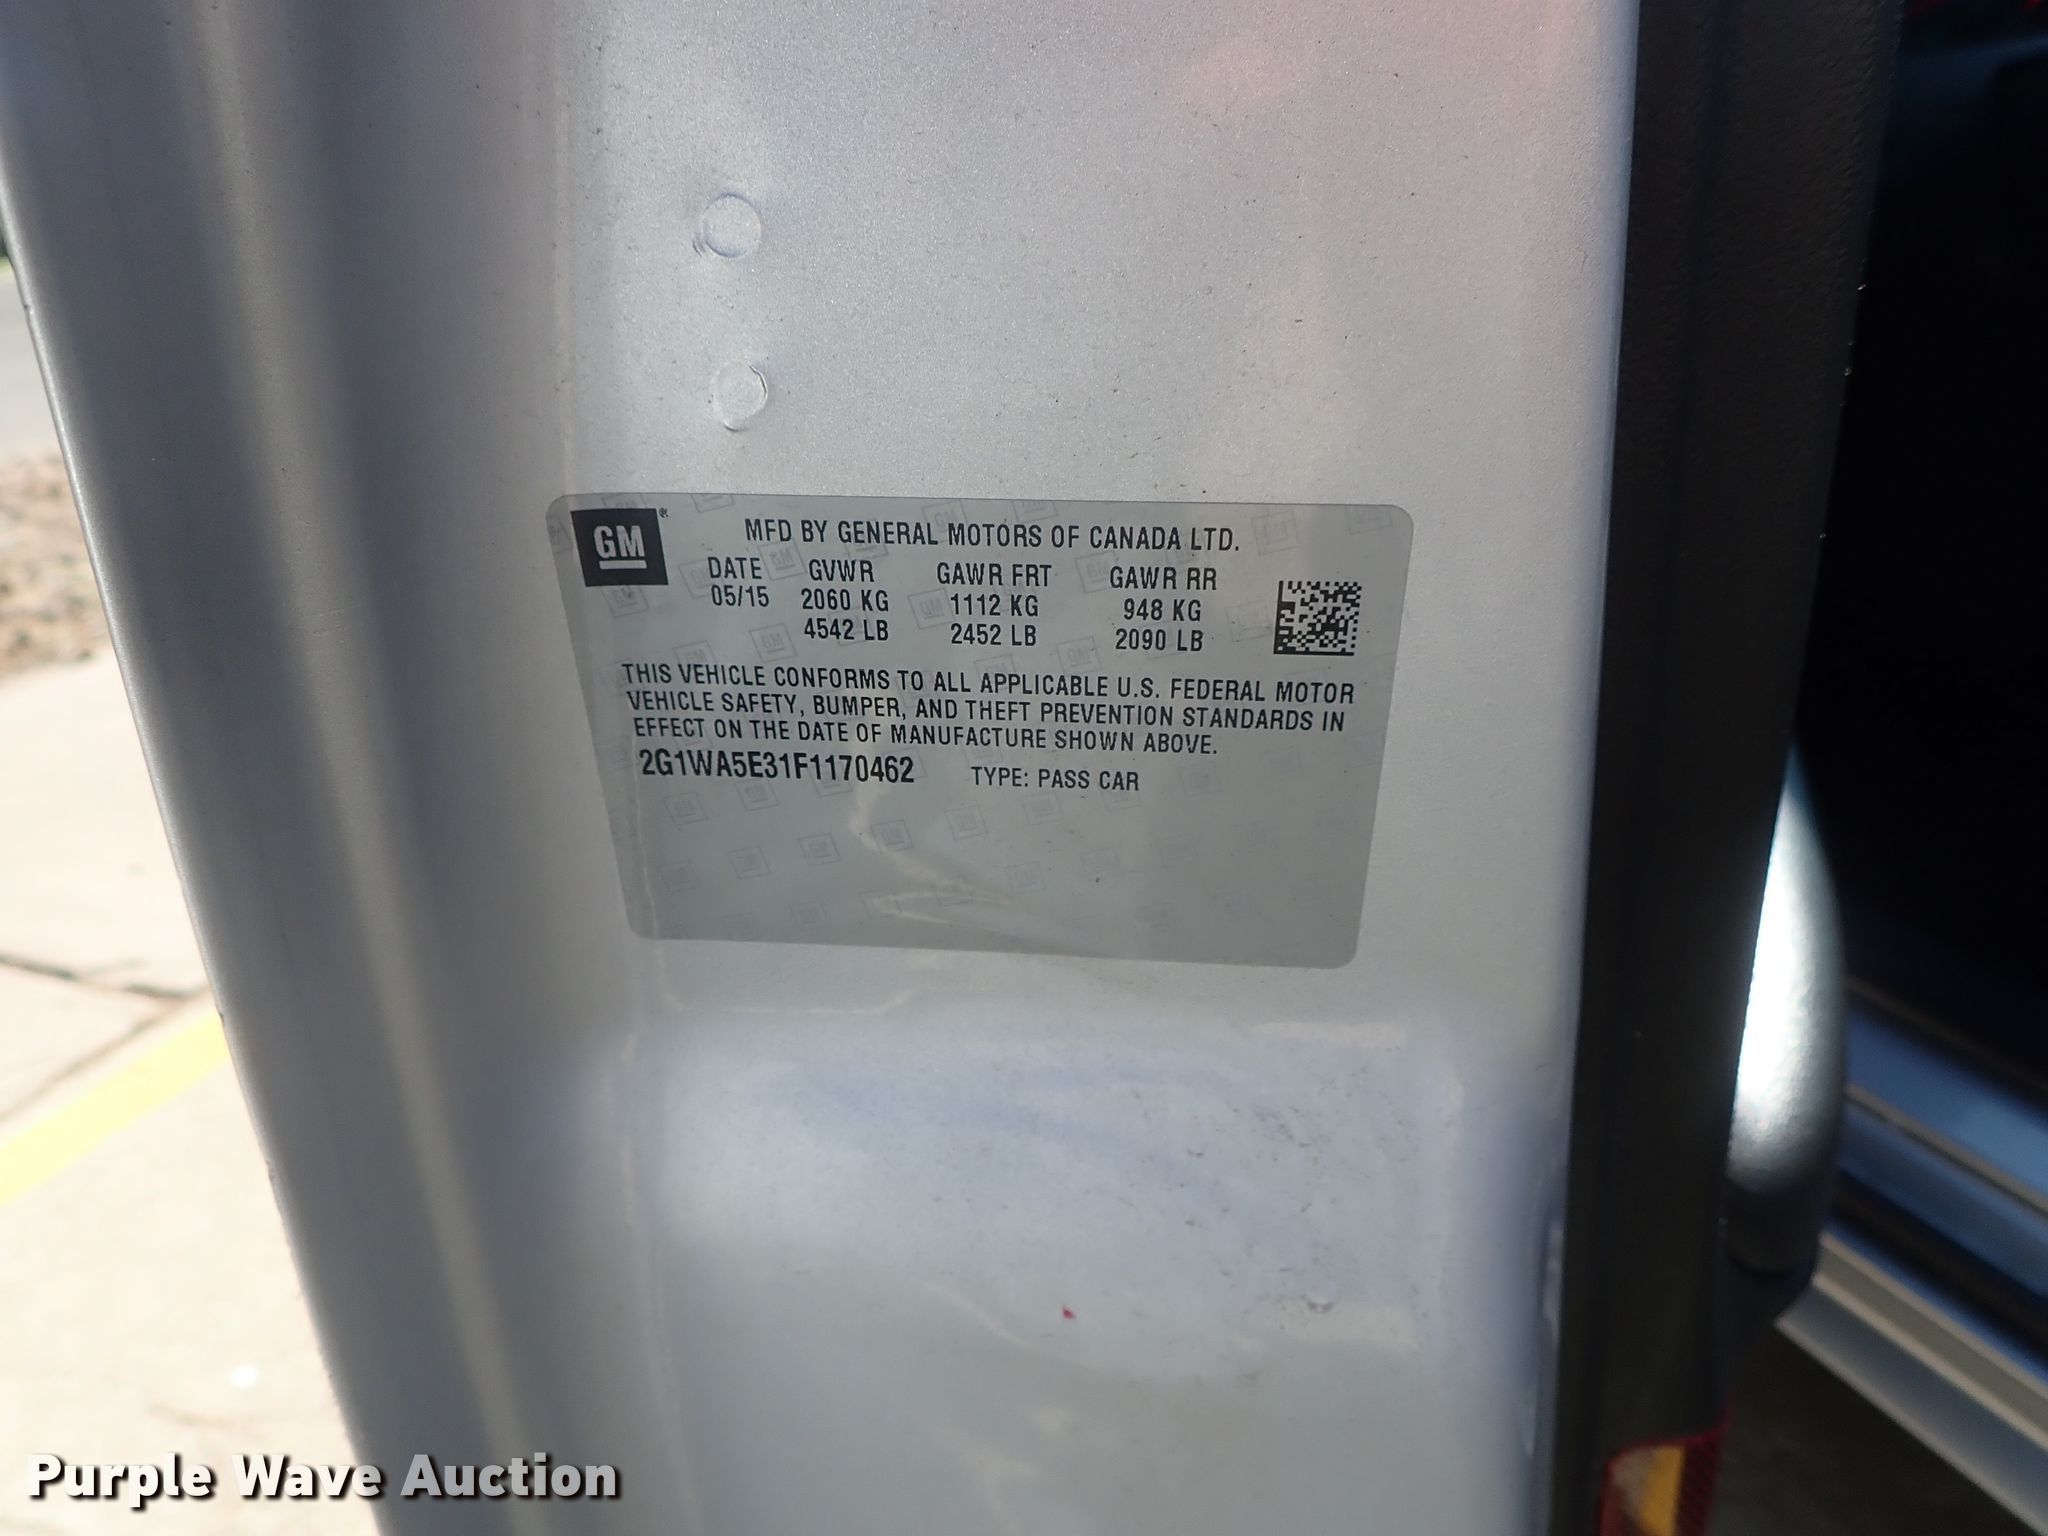 GM
MFD BY GENERAL MOTORS OF CANADA LTD.
DATE GVWR GAWR FRT GAWR RR
05/15 2060 KG 1112 KG 948 KG
4542 LB 2452 LB 2090 LB
THIS VEHICLE CONFORMS TO ALL APPLICABLE U.S. FEDERAL MOTOR
VEHICLE SAFETY, BUMPER, AND THEFT PREVENTION STANDARDS IN
EFFECT ON THE DATE OF MANUFACTURE SHOWN ABOVE.
2G1WA5E31F1170462 TYPE: PASS CAR
Purple Wave Auction